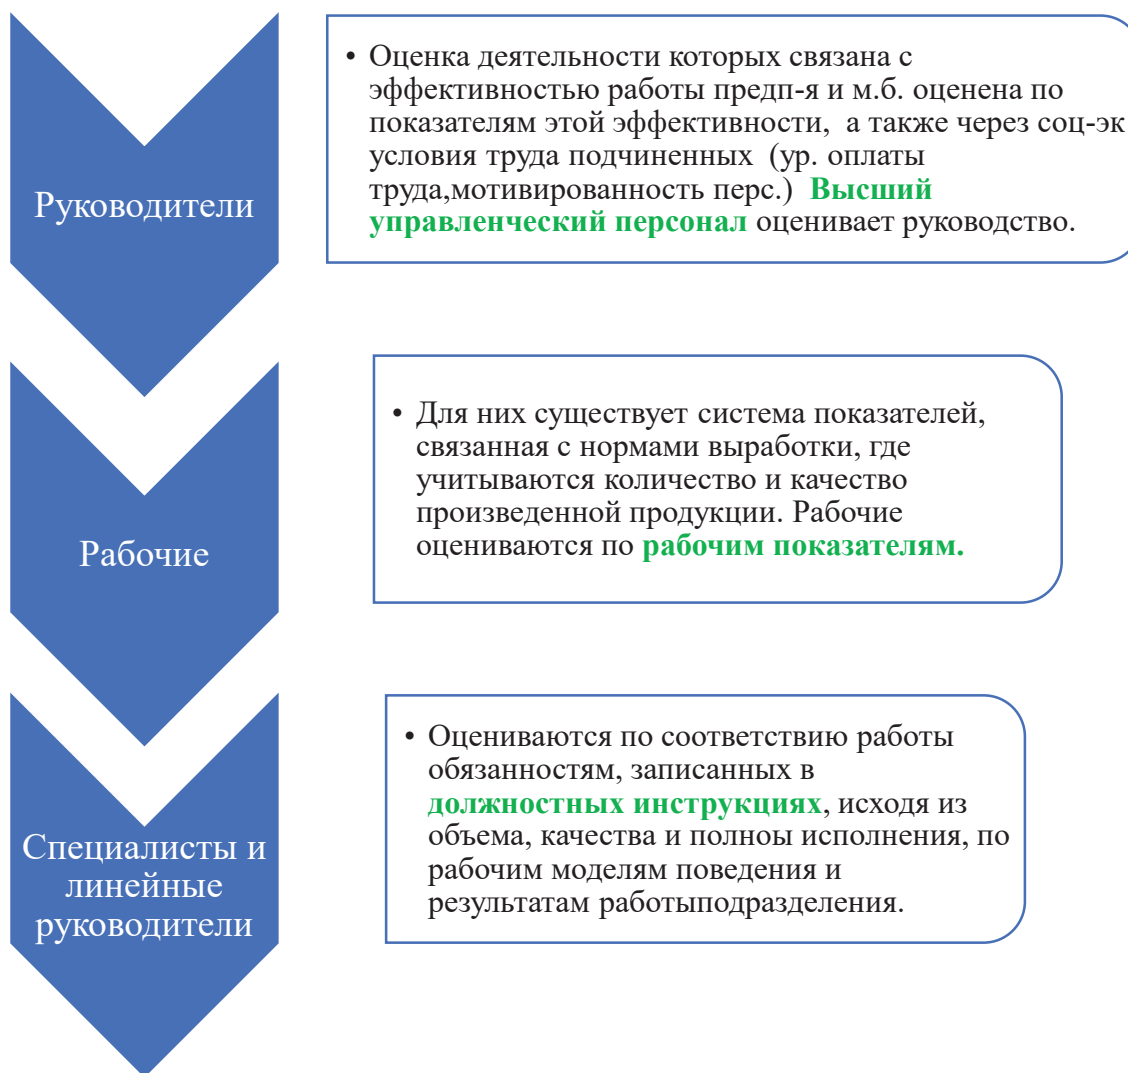 Руководители
• Оценка деятельности которых связана с
эффективностью работы предп-я и м.б. оценена по
показателям этой эффективности, а также через соц-эк
условия труда подчиненных (ур. оплаты
труда,мотивированность перс.) Высший
управленческий персонал оценивает руководство.
Рабочие
• Для них существует система показателей,
связанная с нормами выработки, где
учитываются количество и качество
произведенной продукции. Рабочие
оцениваются по рабочим показателям.
Специалисты и
линейные
руководители
• Оцениваются по соответствию работы
обязанностям, записанных в
должностных инструкциях, исходя из
объема, качества и полноы исполнения, по
рабочим моделям поведения и
результатам работыподразделения.